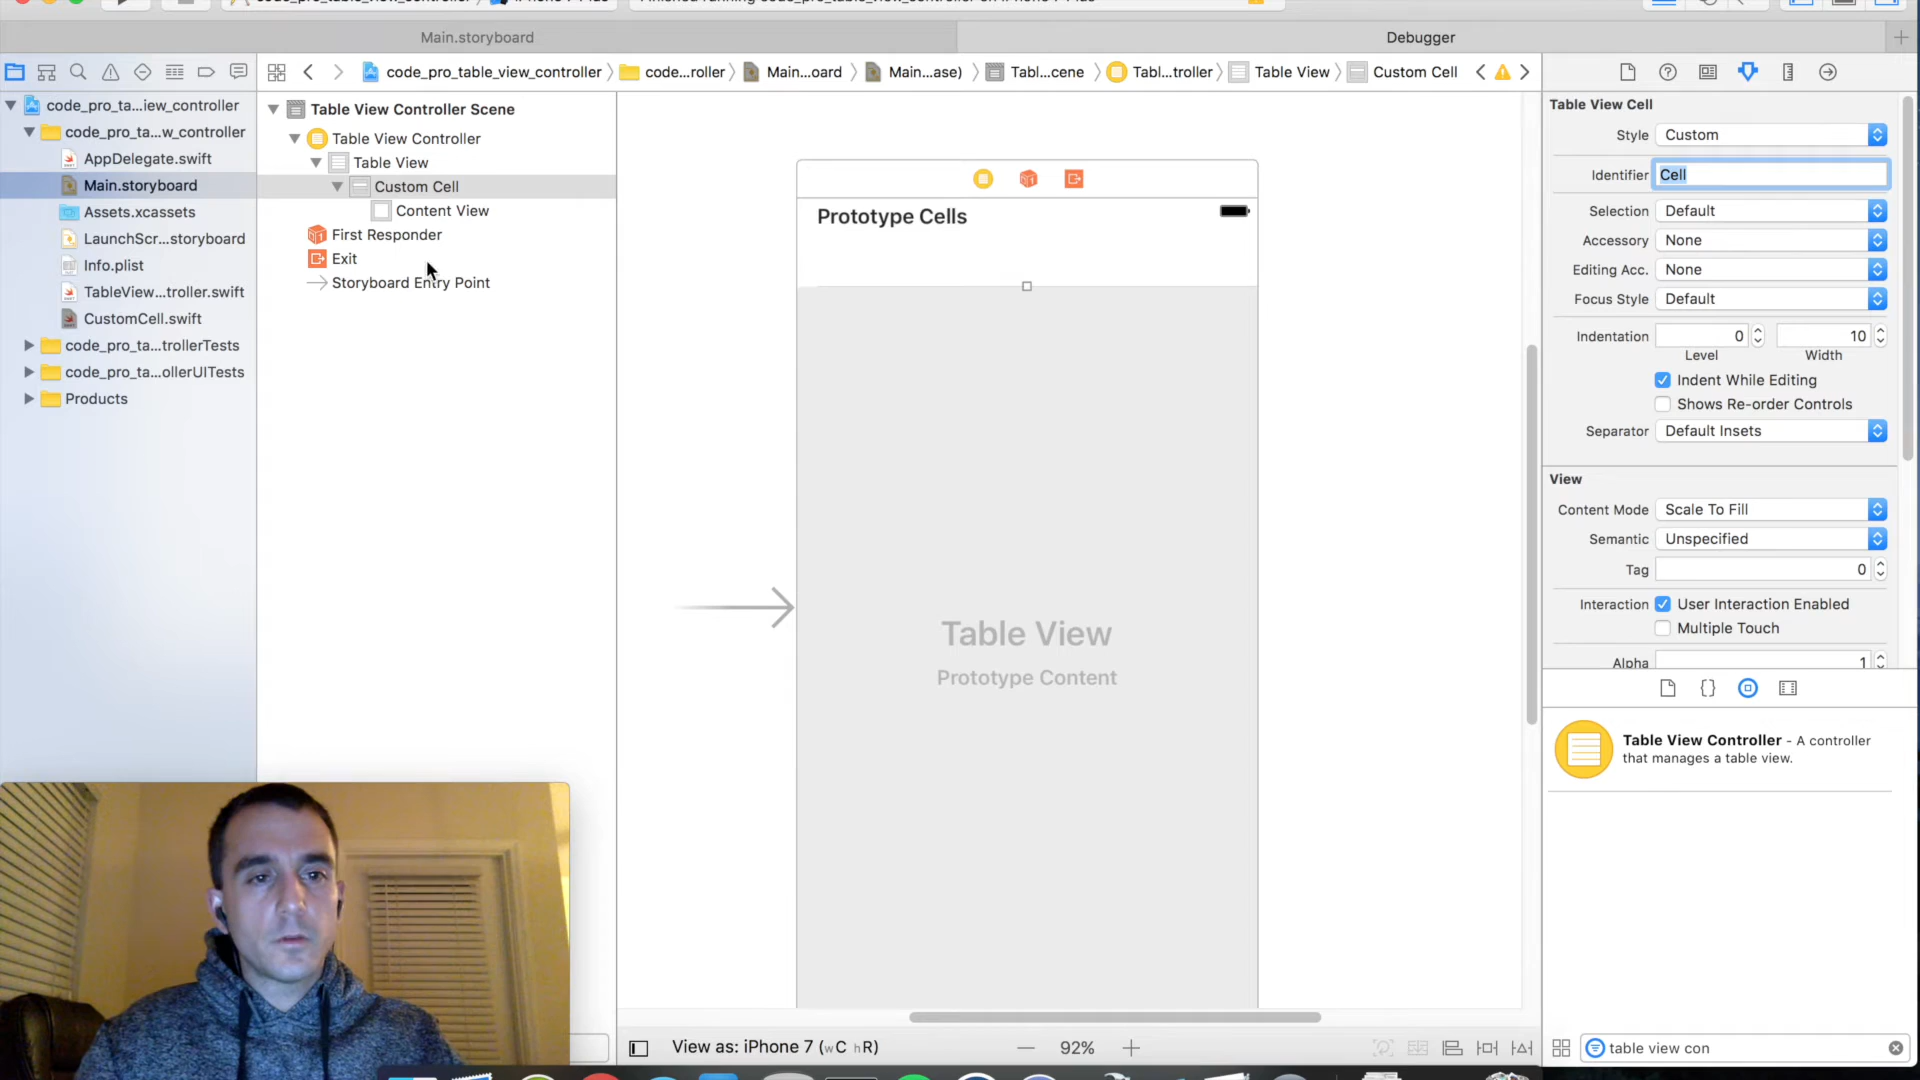 Main.storyboard
Debugger
code_pro_table_view_controller
code...roller
Main...oard
Main...ase)
Tabl...cene
Tabl...troller
Table View
Custom Cell
code_pro_ta...iew_controller
code_pro_ta...w_controller
AppDelegate.swift
Main.storyboard
Assets.xcassets
LaunchScr...storyboard
Info.plist
TableView...troller.swift
CustomCell.swift
code_pro_ta...trollerTests
code_pro_ta...ollerUITests
Products
Table View Controller Scene
Table View Controller
Table View
Custom Cell
Content View
First Responder
Exit
Storyboard Entry Point
Prototype Cells
Table View
Prototype Content
View as: iPhone 7 (wC hR)
92%
Table View Cell
Style Custom
Identifier Cell
Selection Default
Accessory None
Editing Acc. None
Focus Style Default
Indentation 0 10
Level Width
Indent While Editing
Shows Re-order Controls
Separator Default Insets
View
Content Mode Scale To Fill
Semantic Unspecified
Tag 0
Interaction User Interaction Enabled
Multiple Touch
Alpha 1
Table View Controller - A controller
that manages a table view.
table view con